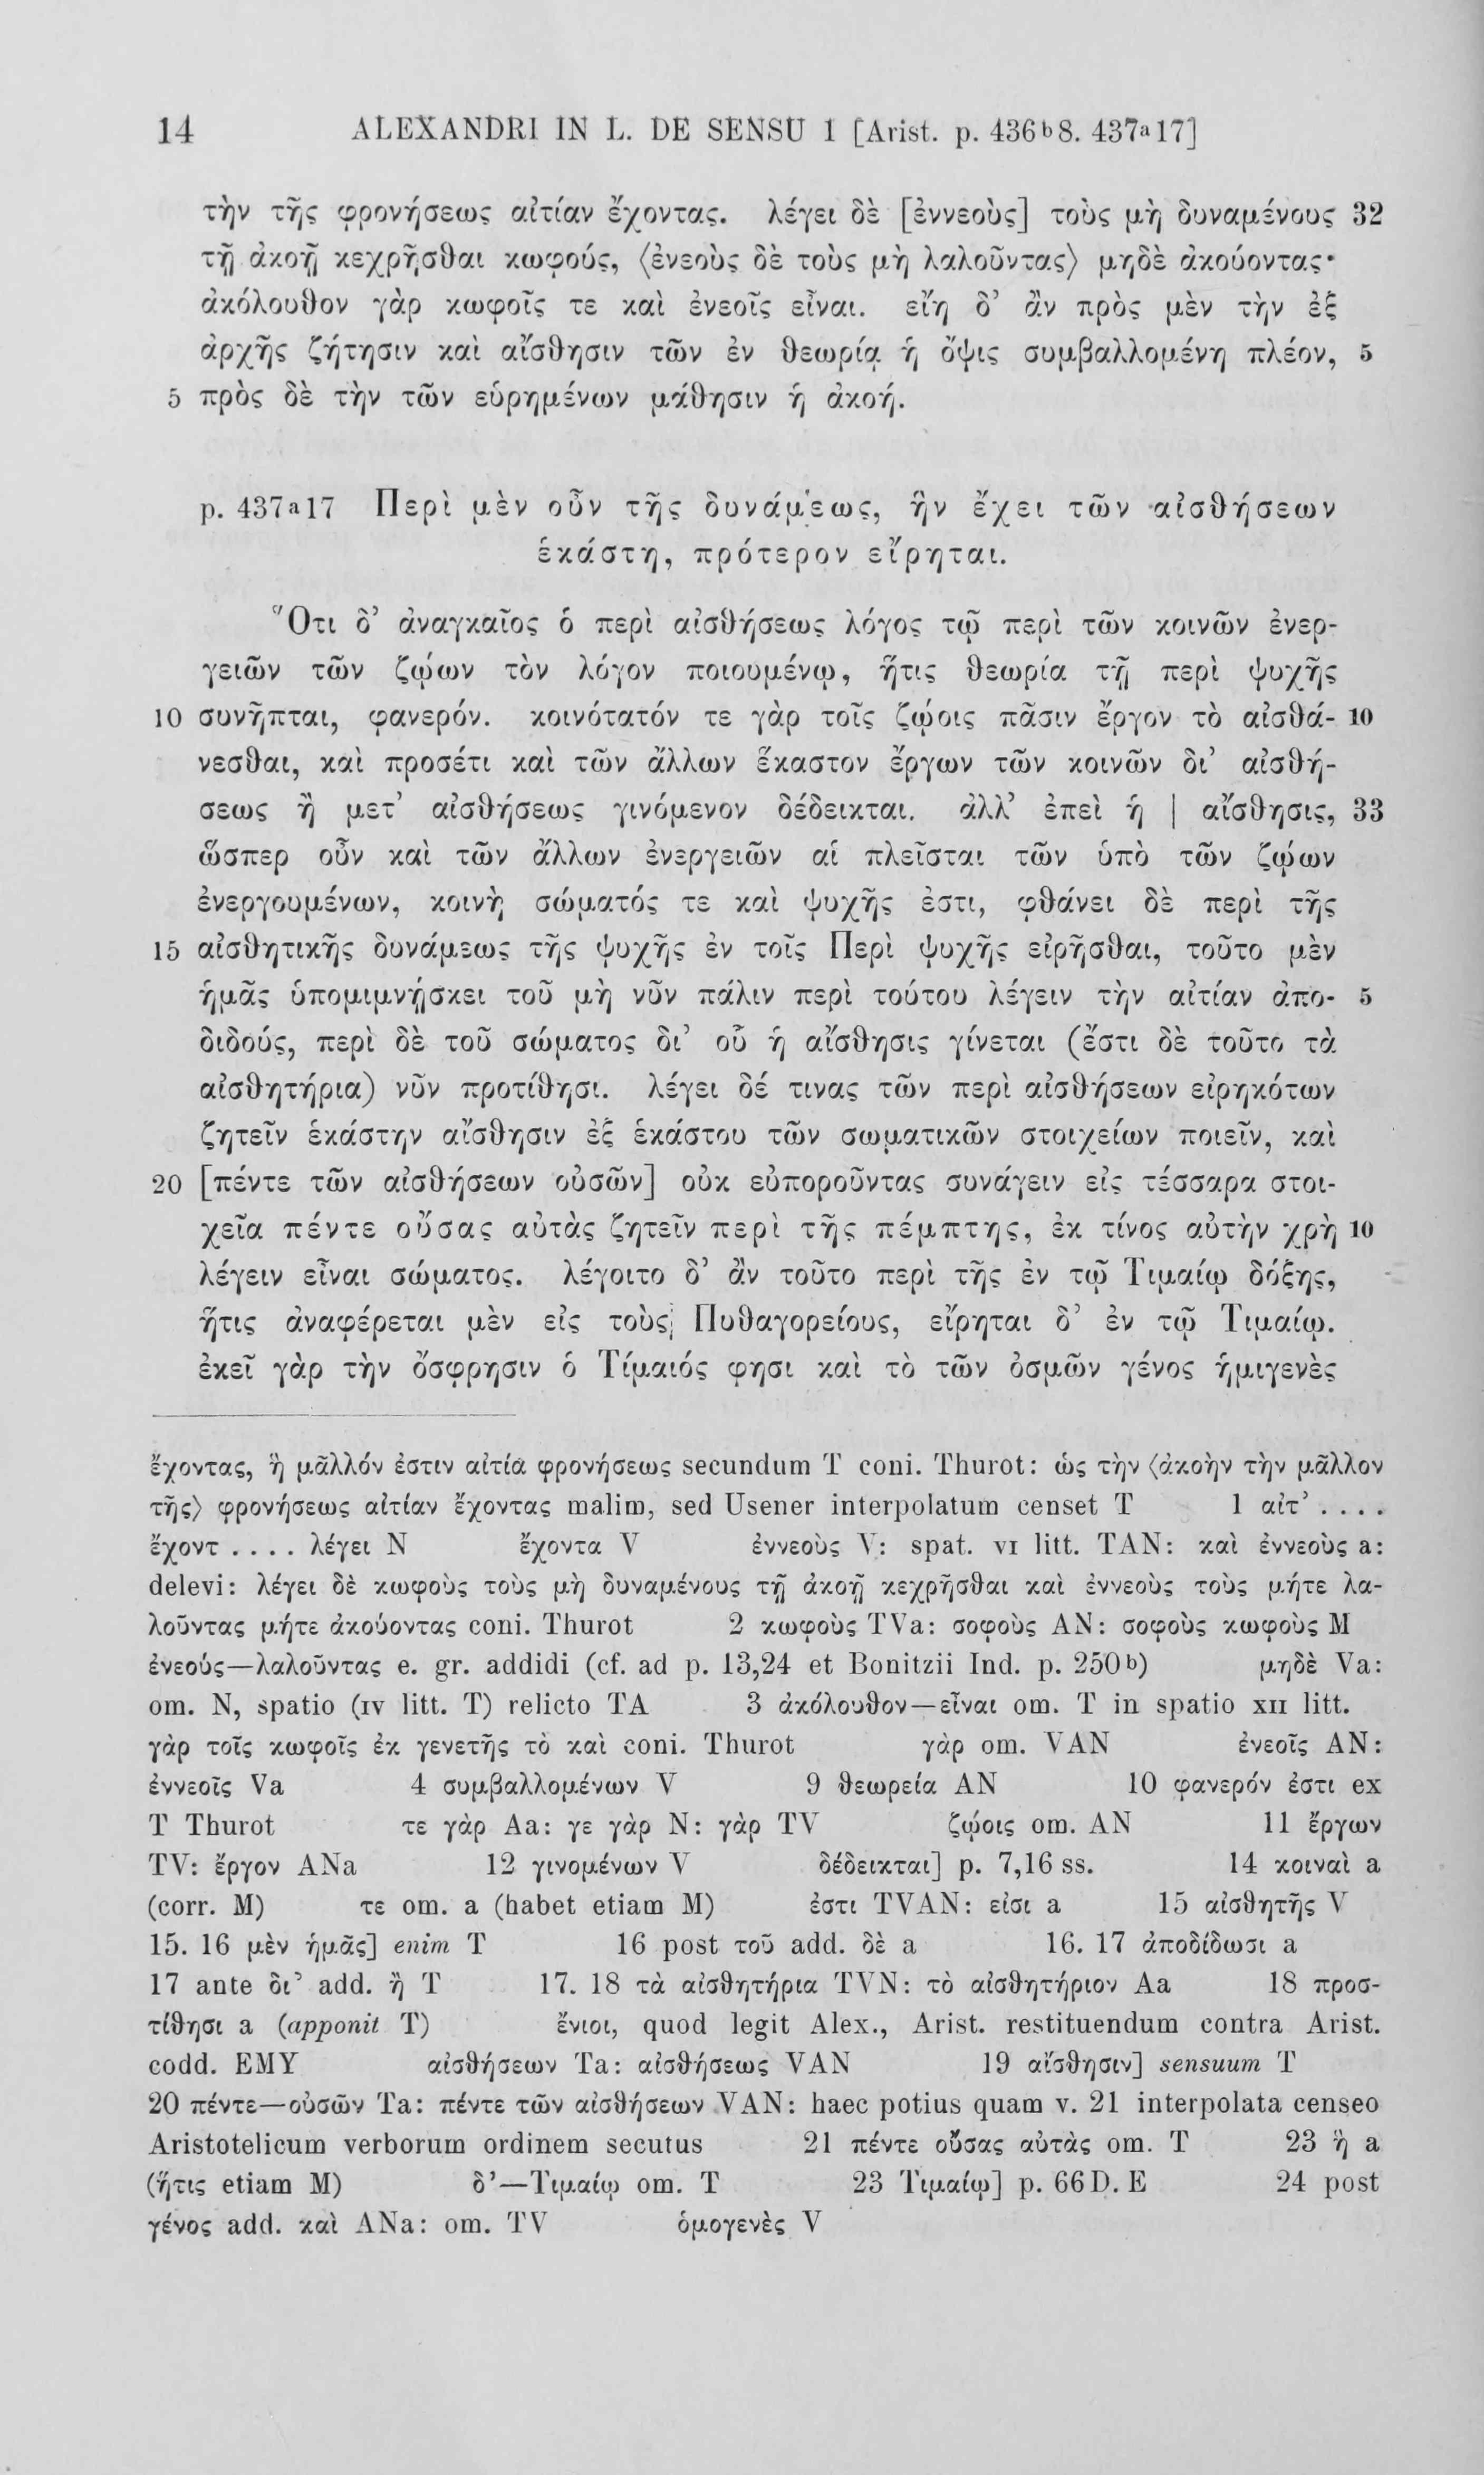 14 ALEXANDRI IN L. DE SENSU 1 [Arist. p. 436ᵇ8. 437ᵃ17]
τὴν τῆς φρονήσεως αἰτίαν ἔχοντας. λέγει δὲ [ἐννεοὺς] τοὺς μὴ δυναμένους 32
τῇ ἀκοῇ κεχρῆσθαι κωφούς, ⟨ἐνεοὺς δὲ τοὺς μὴ λαλοῦντας⟩ μηδὲ ἀκούοντας·
ἀκόλουθον γὰρ κωφοῖς τε καὶ ἐνεοῖς εἶναι. εἴη δ’ ἂν πρὸς μὲν τὴν ἐξ
ἀρχῆς ζήτησιν καὶ αἴσθησιν τῶν ἐν θεωρίᾳ ἡ ὄψις συμβαλλομένη πλέον, 5
5 πρὸς δὲ τὴν τῶν εὑρημένων μάθησιν ἡ ἀκοή.
p. 437ᵃ17 Περὶ μὲν οὖν τῆς δυνάμεως, ἣν ἔχει τῶν αἰσθήσεων
ἑκάστη, πρότερον εἴρηται.
Ὅτι δ’ ἀναγκαῖος ὁ περὶ αἰσθήσεως λόγος τῷ περὶ τῶν κοινῶν ἐνερ-
γειῶν τῶν ζῴων τὸν λόγον ποιουμένῳ, ἥτις θεωρία τῇ περὶ ψυχῆς
10 συνῆπται, φανερόν. κοινότατόν τε γὰρ τοῖς ζῴοις πᾶσιν ἔργον τὸ αἰσθά- 10
νεσθαι, καὶ προσέτι καὶ τῶν ἄλλων ἕκαστον ἔργων τῶν κοινῶν δι’ αἰσθή-
σεως ἢ μετ’ αἰσθήσεως γινόμενον δέδεικται. ἀλλ’ ἐπεὶ ἡ | αἴσθησις, 33
ὥσπερ οὖν καὶ τῶν ἄλλων ἐνεργειῶν αἱ πλεῖσται τῶν ὑπὸ τῶν ζῴων
ἐνεργουμένων, κοινὴ σώματός τε καὶ ψυχῆς ἐστι, φθάνει δὲ περὶ τῆς
15 αἰσθητικῆς δυνάμεως τῆς ψυχῆς ἐν τοῖς Περὶ ψυχῆς εἰρῆσθαι, τοῦτο μὲν
ἡμᾶς ὑπομιμνῄσκει τοῦ μὴ νῦν πάλιν περὶ τούτου λέγειν τὴν αἰτίαν ἀπο- 5
διδούς, περὶ δὲ τοῦ σώματος δι’ οὗ ἡ αἴσθησις γίνεται (ἔστι δὲ τοῦτο τὰ
αἰσθητήρια) νῦν προτίθησι. λέγει δέ τινας τῶν περὶ αἰσθήσεων εἰρηκότων
ζητεῖν ἑκάστην αἴσθησιν ἐξ ἑκάστου τῶν σωματικῶν στοιχείων ποιεῖν, καὶ
20 [πέντε τῶν αἰσθήσεων οὐσῶν] οὐκ εὐποροῦντας συνάγειν εἰς τέσσαρα στοι-
χεῖα πέντε οὔσας αὐτὰς ζητεῖν περὶ τῆς πέμπτης, ἐκ τίνος αὐτὴν χρὴ 10
λέγειν εἶναι σώματος. λέγοιτο δ’ ἂν τοῦτο περὶ τῆς ἐν τῷ Τιμαίῳ δόξης,
ἥτις ἀναφέρεται μὲν εἰς τοὺς Πυθαγορείους, εἴρηται δ’ ἐν τῷ Τιμαίῳ.
ἐκεῖ γὰρ τὴν ὄσφρησιν ὁ Τίμαιός φησι καὶ τὸ τῶν ὀσμῶν γένος ἡμιγενὲς
ἔχοντας, ἣ μᾶλλόν ἐστιν αἰτία φρονήσεως secundum T coni. Thurot: ὡς τὴν ⟨ἀκοὴν τὴν μᾶλλον
τῆς⟩ φρονήσεως αἰτίαν ἔχοντας malim, sed Usener interpolatum censet T 1 αἰτ’ . . . .
ἔχοντ . . . . λέγει N ἔχοντα V ἐννεοὺς V: spat. VI litt. TAN: καὶ ἐννεοὺς a:
delevi: λέγει δὲ κωφοὺς τοὺς μὴ δυναμένους τῇ ἀκοῇ κεχρῆσθαι καὶ ἐννεοὺς τοὺς μήτε λα-
λοῦντας μήτε ἀκούοντας coni. Thurot 2 κωφοὺς TVa: σοφοὺς AN: σοφοὺς κωφοὺς M
ἐνεούς—λαλοῦντας e. gr. addidi (cf. ad p. 13,24 et Bonitzii Ind. p. 250ᵇ) μηδὲ Va:
om. N, spatio (IV litt. T) relicto TA 3 ἀκόλουθον—εἶναι om. T in spatio XII litt.
γὰρ τοῖς κωφοῖς ἐκ γενετῆς τὸ καὶ coni. Thurot γὰρ om. VAN ἐνεοῖς AN:
ἐννεοῖς Va 4 συμβαλλομένων V 9 θεωρεία AN 10 φανερόν ἐστι ex
T Thurot τε γὰρ Aa: γε γὰρ N: γὰρ TV ζῴοις om. AN 11 ἔργων
TV: ἔργον ANa 12 γινομένων V δέδεικται] p. 7,16 ss. 14 κοιναὶ a
(corr. M) τε om. a (habet etiam M) ἐστι TVAN: εἰσι a 15 αἰσθητῆς V
15. 16 μὲν ἡμᾶς] enim T 16 post τοῦ add. δὲ a 16. 17 ἀποδίδωσι a
17 ante δι’ add. ἢ T 17. 18 τὰ αἰσθητήρια TVN: τὸ αἰσθητήριον Aa 18 προσ-
τίθησι a (apponit T) ἔνιοι, quod legit Alex., Arist. restituendum contra Arist.
codd. EMY αἰσθήσεων Ta: αἰσθήσεως VAN 19 αἴσθησιν] sensuum T
20 πέντε—οὐσῶν Ta: πέντε τῶν αἰσθήσεων VAN: haec potius quam v. 21 interpolata censeo
Aristotelicum verborum ordinem secutus 21 πέντε οὔσας αὐτὰς om. T 23 ἣ a
(ἥτις etiam M) δ’—Τιμαίῳ om. T 23 Τιμαίῳ] p. 66 D. E 24 post
γένος add. καὶ ANa: om. TV ὁμογενὲς V